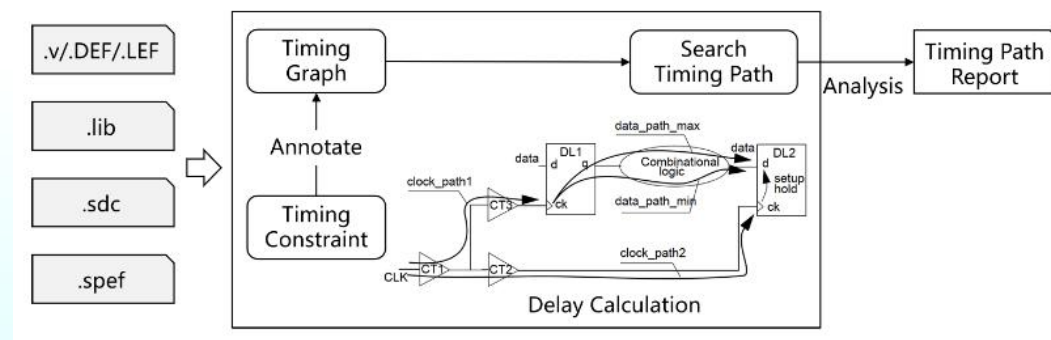 .v/.DEF/.LEF
.lib
.sdc
.spef
Timing
Graph
Annotate
Timing
Constraint
Search
Timing Path
Analysis
Timing Path
Report
data_path_max
data
DL1
d
q
ck
Combinational
logic
data
DL2
d
setup
hold
ck
data_path_min
clock_path1
CT3
CLK
CT1
CT2
clock_path2
Delay Calculation